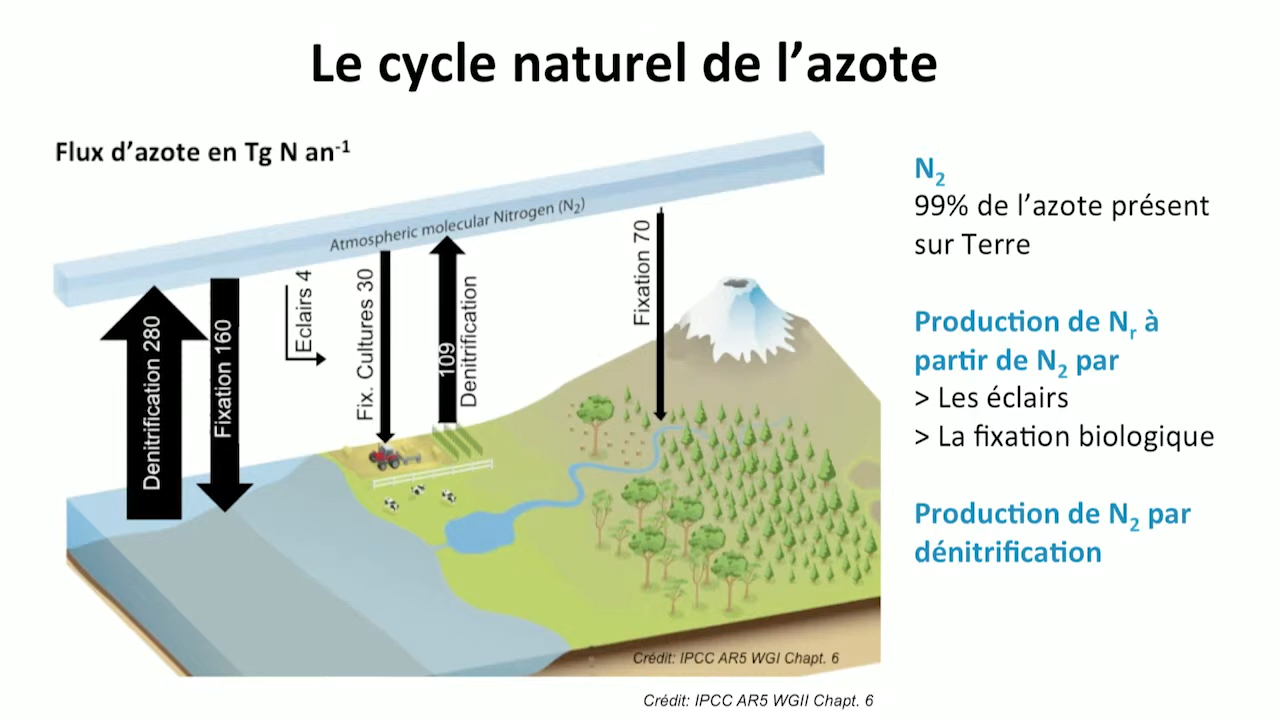 Le cycle naturel de l’azote
Flux d’azote en Tg N an-1
Atmospheric molecular Nitrogen (N2)
Denitrification 280
Fixation 160
Eclairs 4
Fix. Cultures 30
109
Denitrification
Fixation 70
Crédit: IPCC AR5 WGI Chapt. 6
Crédit: IPCC AR5 WGII Chapt. 6
N2
99% de l’azote présent
sur Terre
Production de Nr à
partir de N2 par
> Les éclairs
> La fixation biologique
Production de N2 par
dénitrification